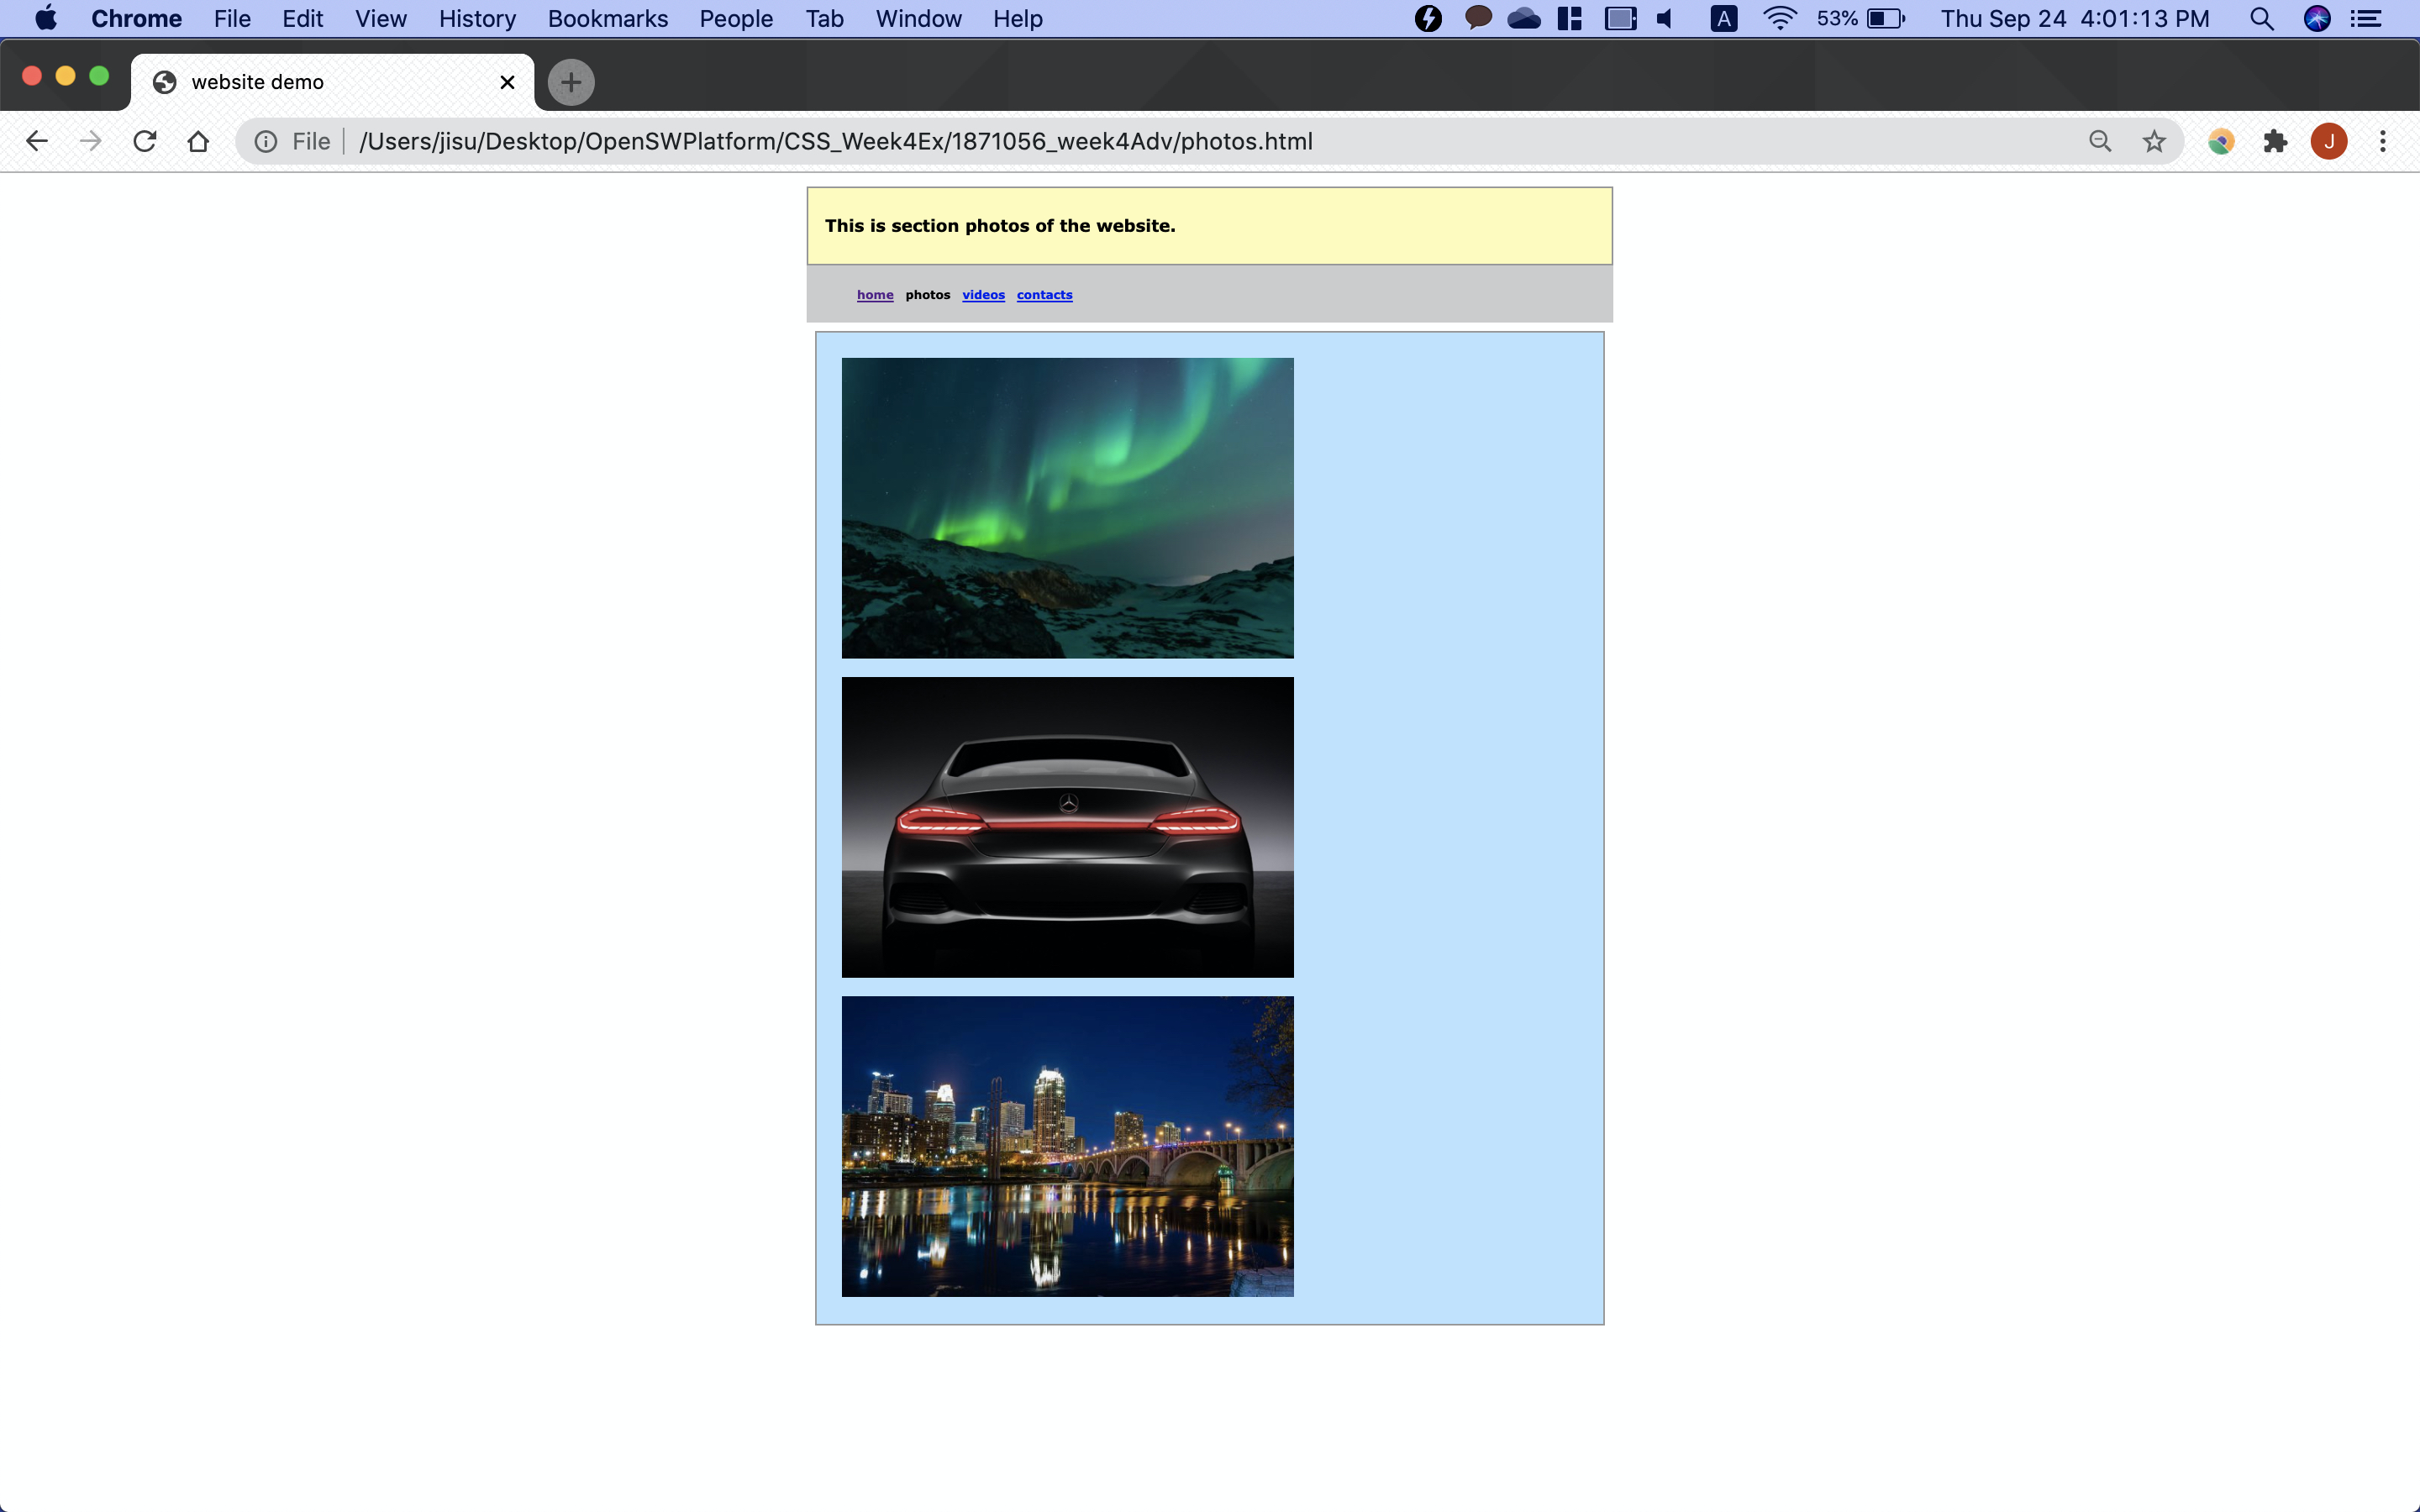 Chrome File Edit View History Bookmarks People Tab Window Help A 53% Thu Sep 24 4:01:13 PM
website demo
File /Users/jisu/Desktop/OpenSWPlatform/CSS_Week4Ex/1871056_week4Adv/photos.html J
This is section photos of the website.
home photos videos contacts